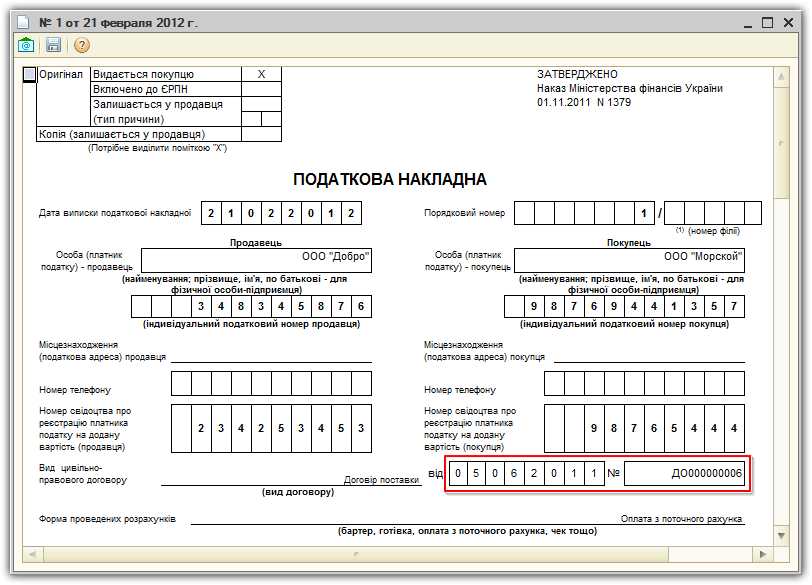 № 1 от 21 февраля 2012 г.
Оригінал Видається покупцю X
Включено до ЄРПН
Залишається у продавця
(тип причини)
Копія (залишається у продавця)
(Потрібне виділити поміткою "X")
ЗАТВЕРДЖЕНО
Наказ Міністерства фінансів України
01.11.2011 N 1379
ПОДАТКОВА НАКЛАДНА
Дата виписки податкової накладної 2 1 0 2 2 0 1 2 Порядковий номер 1 /
(1) (номер філії)
Продавець Покупець
Особа (платник податку) - продавець ООО "Добро" Особа (платник податку) - покупець ООО "Морской"
(найменування; прізвище, ім'я, по батькові - для (найменування; прізвище, ім'я, по батькові - для
фізичної особи-підприємця) фізичної особи-підприємця)
3 4 8 3 4 5 8 7 6 9 8 7 6 9 4 4 1 3 5 7
(індивідуальний податковий номер продавця) (індивідуальний податковий номер покупця)
Місцезнаходження Місцезнаходження
(податкова адреса) продавця (податкова адреса) покупця
Номер телефону Номер телефону
Номер свідоцтва про реєстрацію платника податку на додану вартість (продавця) 2 3 4 2 5 3 4 5 3 Номер свідоцтва про реєстрацію платника податку на додану вартість (покупця) 9 8 7 6 5 4 4 4
Вид цивільно-
правового договору Договір поставки від 0 5 0 6 2 0 1 1 № ДО000000006
(вид договору)
Форма проведених розрахунків Оплата з поточного рахунка
(бартер, готівка, оплата з поточного рахунка, чек тощо)